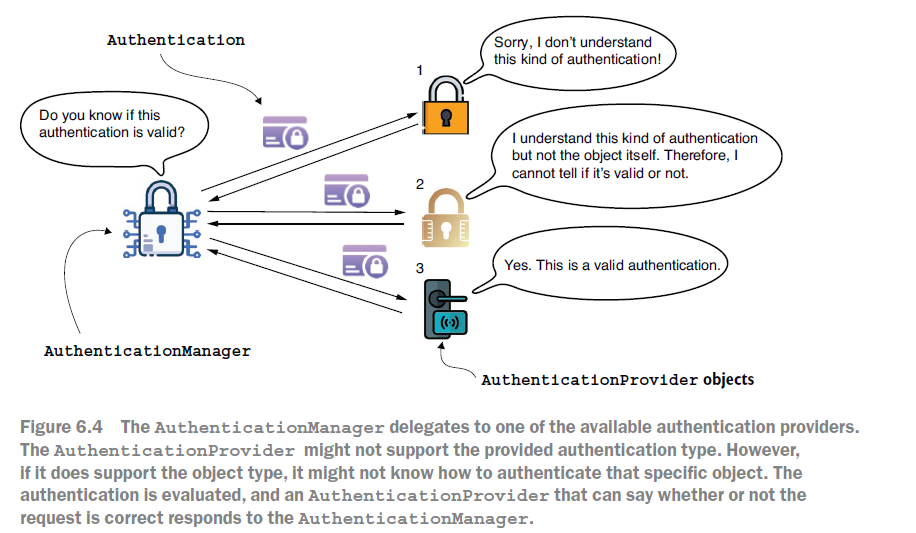 Authentication
Sorry, I don't understand
this kind of authentication!
1
Do you know if this
authentication is valid?
I understand this kind of authentication
but not the object itself. Therefore, I
cannot tell if it's valid or not.
2
3
Yes. This is a valid authentication.
AuthenticationManager
AuthenticationProvider objects
Figure 6.4 The AuthenticationManager delegates to one of the available authentication providers.
The AuthenticationProvider might not support the provided authentication type. However,
if it does support the object type, it might not know how to authenticate that specific object. The
authentication is evaluated, and an AuthenticationProvider that can say whether or not the
request is correct responds to the AuthenticationManager.